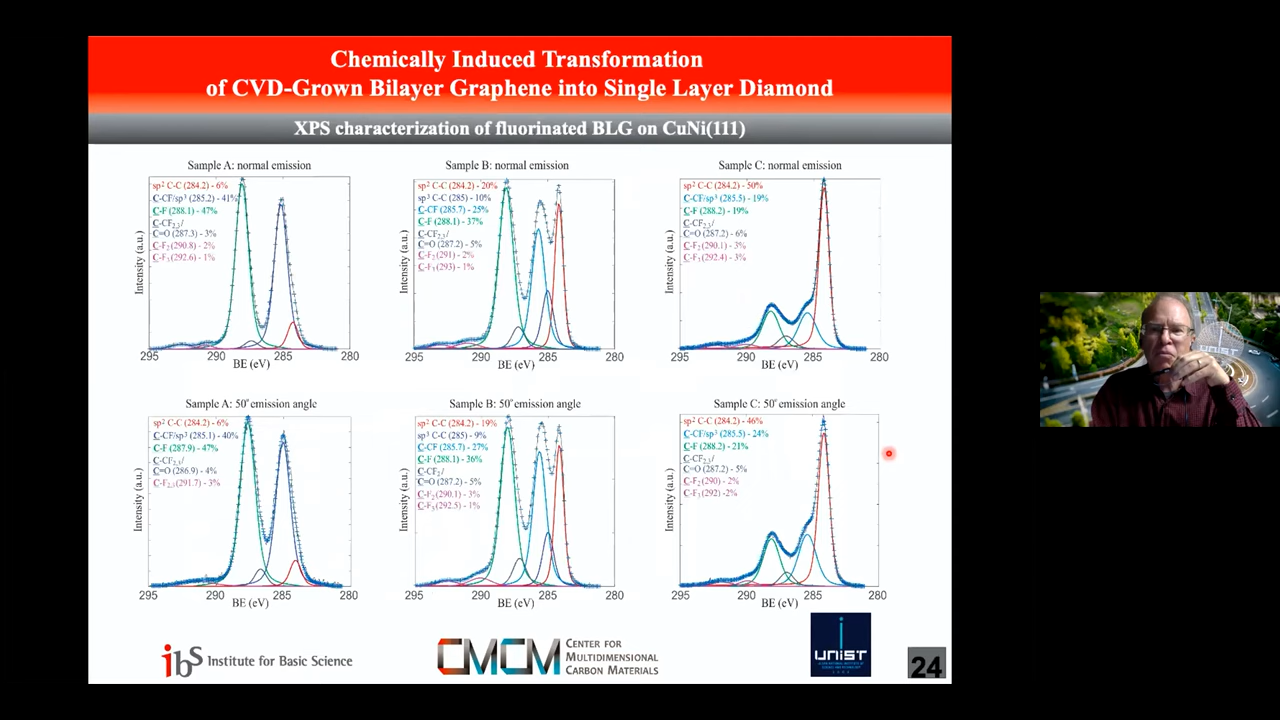 Chemically Induced Transformation
of CVD-Grown Bilayer Graphene into Single Layer Diamond
XPS characterization of fluorinated BLG on CuNi(111)
Sample A: normal emission
sp² C-C (284.2) - 6%
C-CF/sp³ (285.2) - 41%
C-F (288.1) - 47%
C-CF₂,₃/
C=O (287.3) - 3%
C-F₂ (290.8) - 2%
C-F₃ (292.6) - 1%
Intensity (a.u.)
295 290 285 280
BE (eV)
Sample B: normal emission
sp² C-C (284.2) - 20%
sp³ C-C (285) - 10%
C-CF (285.7) - 25%
C-F (288.1) - 37%
C-CF₂,₃/
C=O (287.2) - 5%
C-F₂ (291) - 2%
C-F₃ (293) - 1%
Intensity (a.u.)
295 290 285 280
BE (eV)
Sample C: normal emission
sp² C-C (284.2) - 50%
C-CF/sp³ (285.5) - 19%
C-F (288.2) - 19%
C-CF₂,₃/
C=O (287.2) - 6%
C-F₂ (290.1) - 3%
C-F₃ (292.4) - 3%
Intensity (a.u.)
295 290 285 280
BE (eV)
Sample A: 50° emission angle
sp² C-C (284.2) - 6%
C-CF/sp³ (285.1) - 40%
C-F (287.9) - 47%
C-CF₂,₃/
C=O (286.9) - 4%
C-F₂,₃ (291.7) - 3%
Intensity (a.u.)
295 290 285 280
BE (eV)
Sample B: 50° emission angle
sp² C-C (284.2) - 19%
sp³ C-C (285) - 9%
C-CF (285.7) - 27%
C-F (288.1) - 36%
C-CF₂/
C=O (287.2) - 5%
C-F₂ (290.1) - 3%
C-F₃ (292.5) - 1%
Intensity (a.u.)
295 290 285 280
BE (eV)
Sample C: 50° emission angle
sp² C-C (284.2) - 46%
C-CF/sp³ (285.5) - 24%
C-F (288.2) - 21%
C-CF₂,₃/
C=O (287.2) - 5%
C-F₂ (290) - 2%
C-F₃ (292) -2%
Intensity (a.u.)
295 290 285 280
BE (eV)
ibS Institute for Basic Science
CMCM
CENTER FOR
MULTIDIMENSIONAL
CARBON MATERIALS
UNIST
24